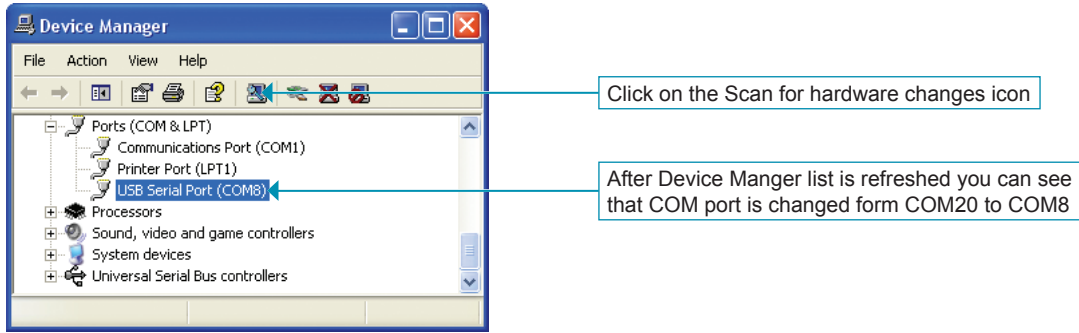 Device Manager
File Action View Help
Click on the Scan for hardware changes icon
Ports (COM & LPT)
Communications Port (COM1)
Printer Port (LPT1)
USB Serial Port (COM8)
After Device Manger list is refreshed you can see
that COM port is changed form COM20 to COM8
Processors
Sound, video and game controllers
System devices
Universal Serial Bus controllers